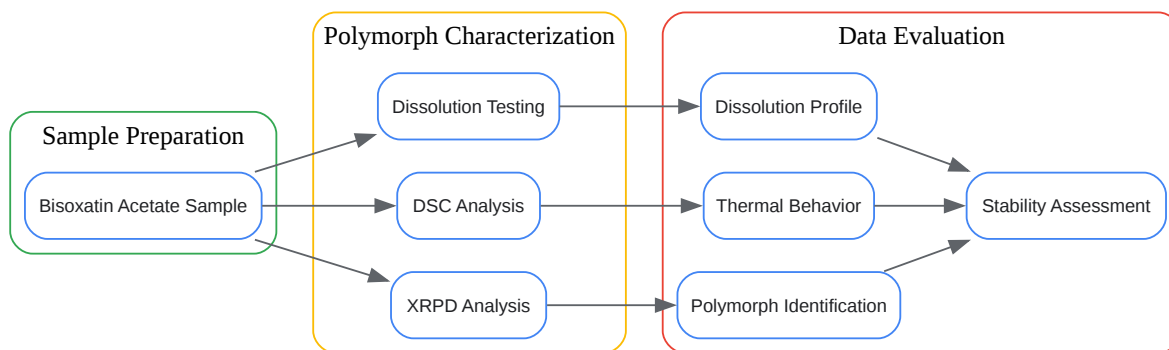 Polymorph Characterization
Data Evaluation
Sample Preparation
Dissolution Testing
Dissolution Profile
Bisoxatin Acetate Sample
DSC Analysis
Thermal Behavior
Stability Assessment
XRPD Analysis
Polymorph Identification